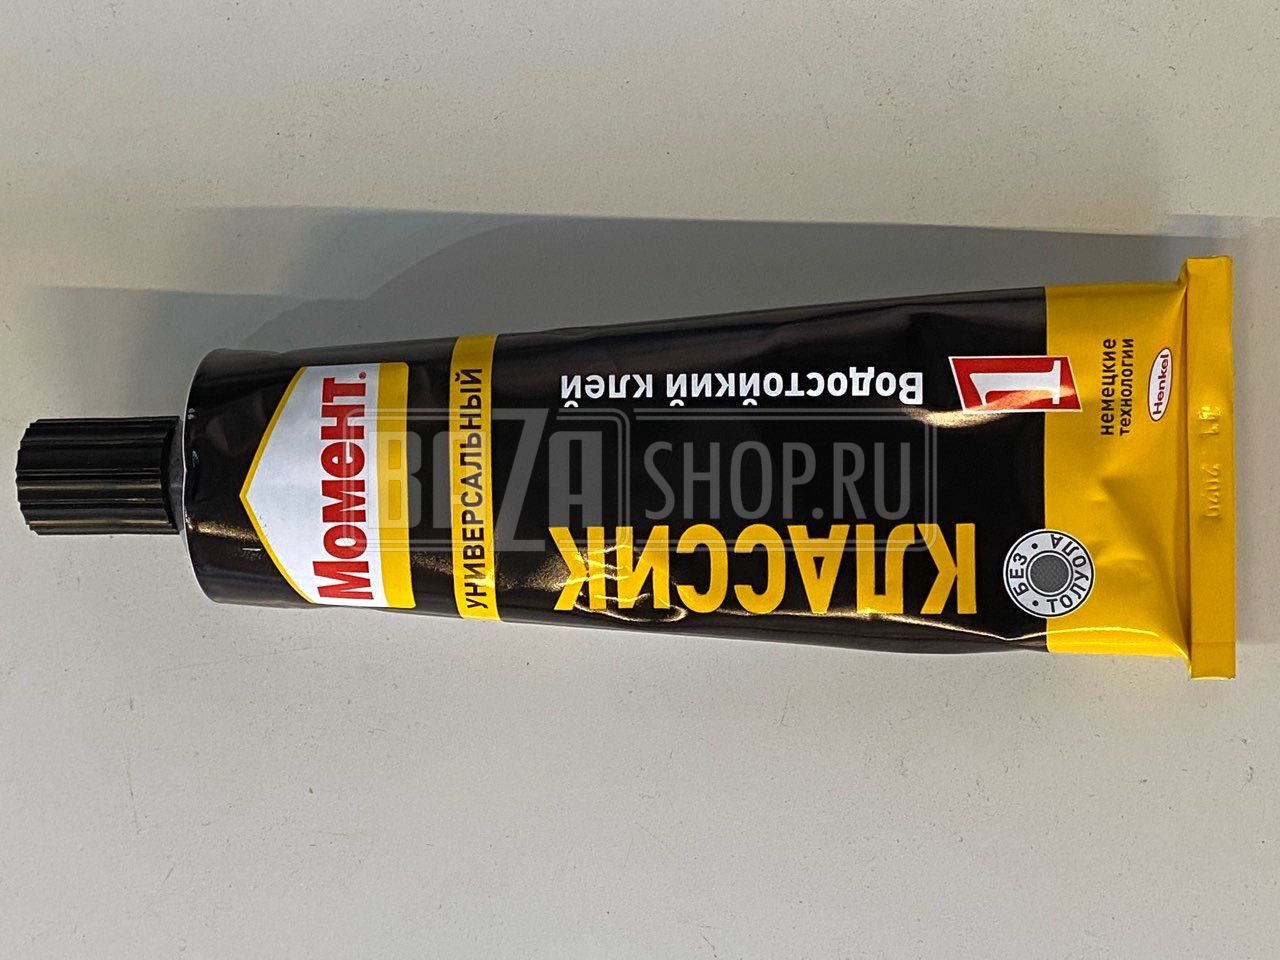 МОМЕНТ®
УНИВЕРСАЛЬНЫЙ
КЛАССИК
Водостойкий клей
1
БЕЗ • ТОЛУОЛА •
немецкие
технологии
Henkel
BEZA SHOP.RU